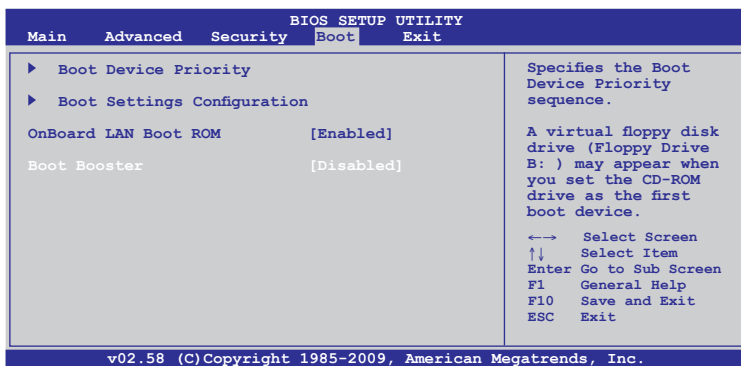 BIOS SETUP UTILITY
Main Advanced Security Boot Exit
Boot Device Priority
Boot Settings Configuration
OnBoard LAN Boot ROM [Enabled]
Boot Booster [Disabled]
Specifies the Boot
Device Priority
sequence.
A virtual floppy disk
drive (Floppy Drive
B: ) may appear when
you set the CD-ROM
drive as the first
boot device.
←→ Select Screen
↑↓ Select Item
Enter Go to Sub Screen
F1 General Help
F10 Save and Exit
ESC Exit
v02.58 (C)Copyright 1985-2009, American Megatrends, Inc.